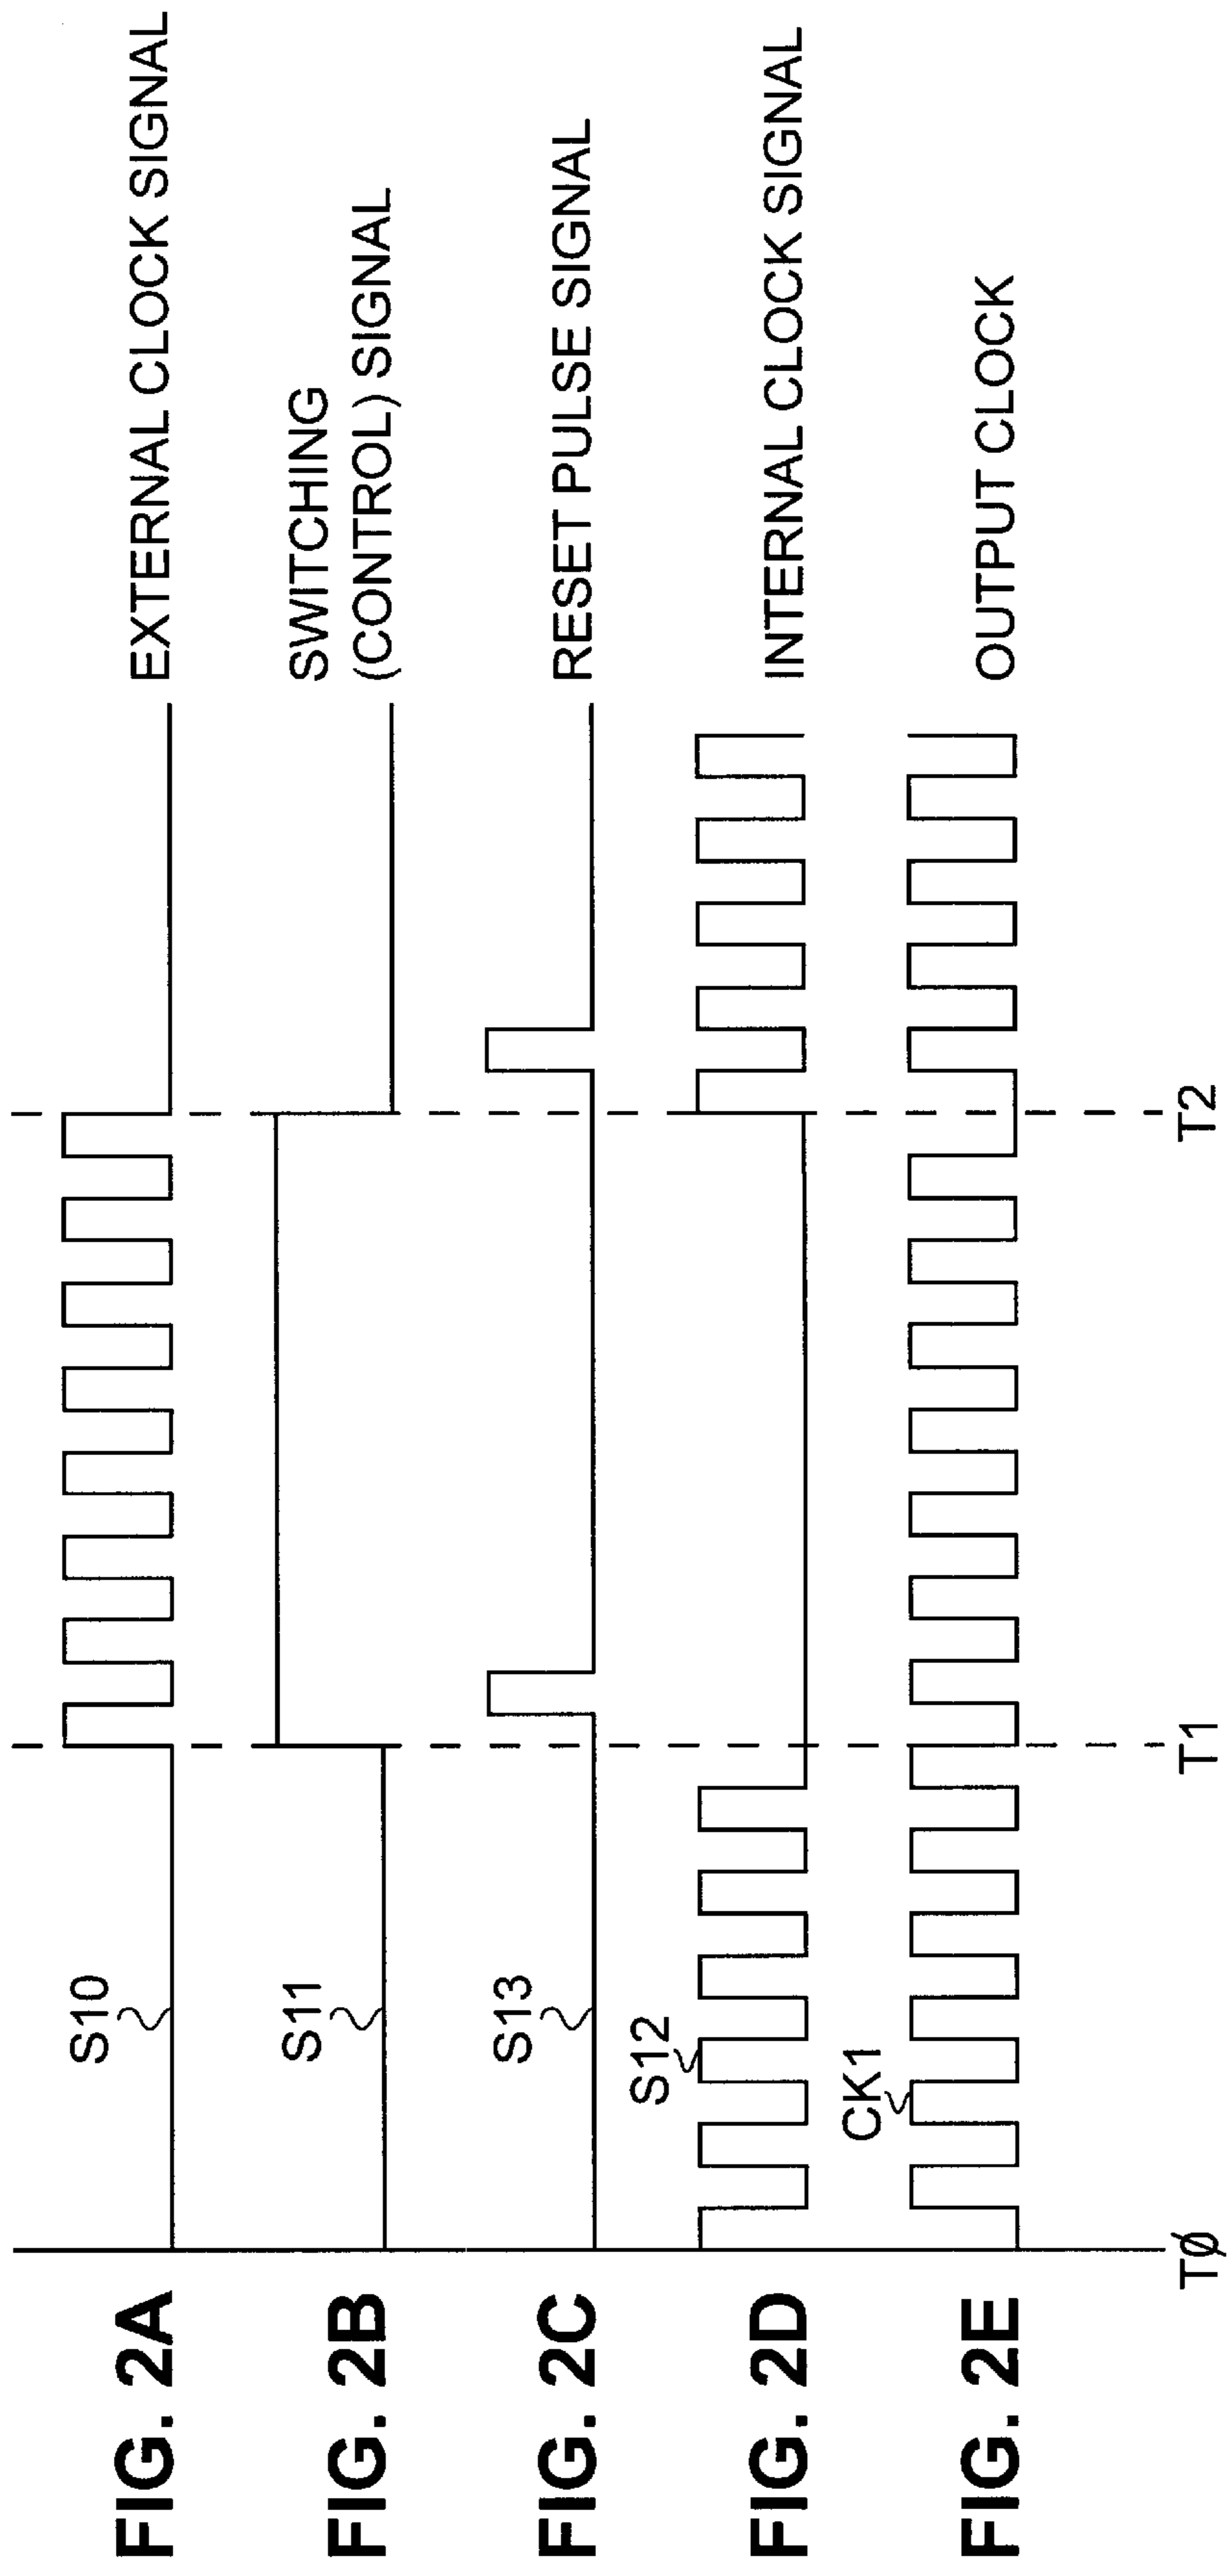 FIG. 2A
S10
EXTERNAL CLOCK SIGNAL
FIG. 2B
S11
SWITCHING
(CONTROL) SIGNAL
FIG. 2C
S13
RESET PULSE SIGNAL
FIG. 2D
S12
INTERNAL CLOCK SIGNAL
FIG. 2E
CK1
OUTPUT CLOCK
TØ
T1
T2